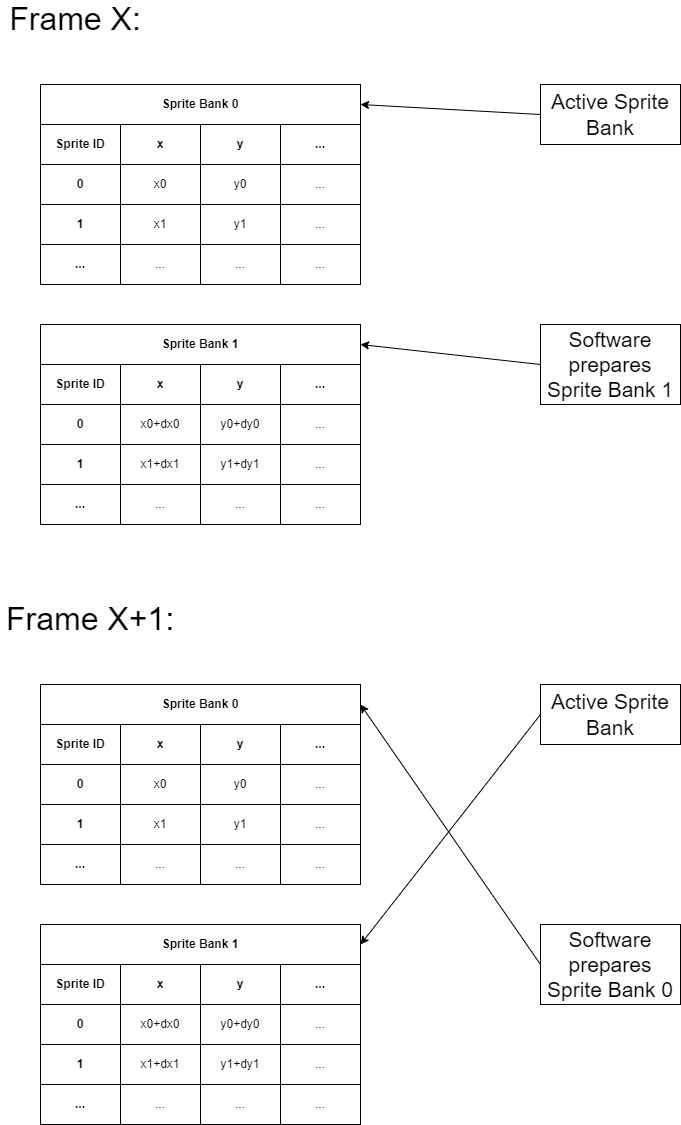 Frame X:
Sprite Bank 0
Sprite ID x y ...
0 x0 y0 ...
1 x1 y1 ...
... ... ... ...
Active Sprite
Bank
Sprite Bank 1
Sprite ID x y ...
0 x0+dx0 y0+dy0 ...
1 x1+dx1 y1+dy1 ...
... ... ... ...
Software
prepares
Sprite Bank 1
Frame X+1:
Sprite Bank 0
Sprite ID x y ...
0 x0 y0 ...
1 x1 y1 ...
... ... ... ...
Active Sprite
Bank
Sprite Bank 1
Sprite ID x y ...
0 x0+dx0 y0+dy0 ...
1 x1+dx1 y1+dy1 ...
... ... ... ...
Software
prepares
Sprite Bank 0